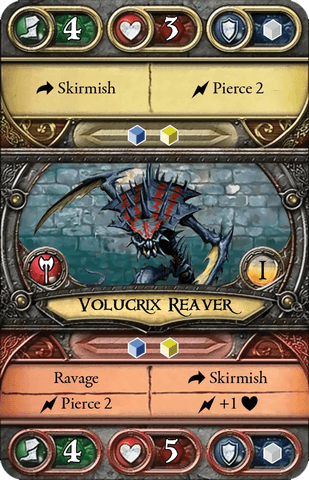 4 3
Skirmish Pierce 2
I
VOLUCRIX REAVER
Ravage Skirmish
Pierce 2 +1
4 5